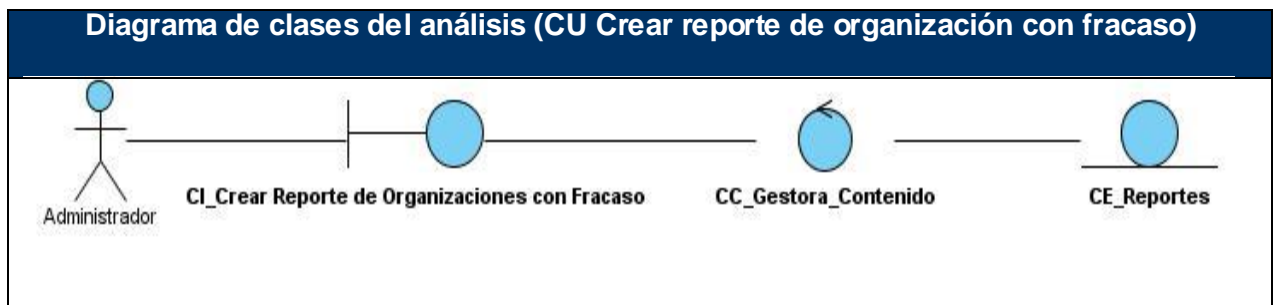 Diagrama de clases del análisis (CU Crear reporte de organización con fracaso)
Administrador
CI_Crear Reporte de Organizaciones con Fracaso
CC_Gestora_Contenido
CE_Reportes